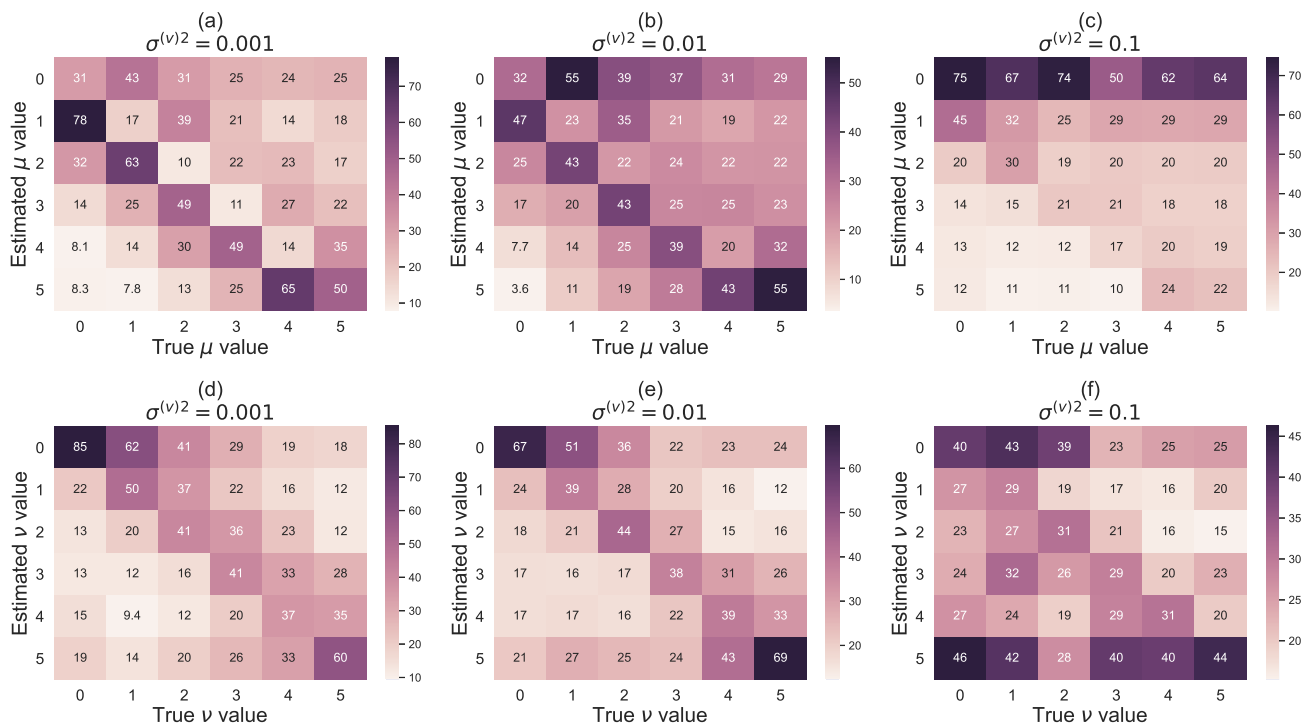 (a)
σ^(v)2 = 0.001
Estimated μ value
0 31 43 31 25 24 25
1 78 17 39 21 14 18
2 32 63 10 22 23 17
3 14 25 49 11 27 22
4 8.1 14 30 49 14 35
5 8.3 7.8 13 25 65 50
0 1 2 3 4 5
True μ value
70
60
50
40
30
20
10
(b)
σ^(v)2 = 0.01
Estimated μ value
0 32 55 39 37 31 29
1 47 23 35 21 19 22
2 25 43 22 24 22 22
3 17 20 43 25 25 23
4 7.7 14 25 39 20 32
5 3.6 11 19 28 43 55
0 1 2 3 4 5
True μ value
50
40
30
20
10
(c)
σ^(v)2 = 0.1
Estimated μ value
0 75 67 74 50 62 64
1 45 32 25 29 29 29
2 20 30 19 20 20 20
3 14 15 21 21 18 18
4 13 12 12 17 20 19
5 12 11 11 10 24 22
0 1 2 3 4 5
True μ value
70
60
50
40
30
20
(d)
σ^(v)2 = 0.001
Estimated ν value
0 85 62 41 29 19 18
1 22 50 37 22 16 12
2 13 20 41 36 23 12
3 13 12 16 41 33 28
4 15 9.4 12 20 37 35
5 19 14 20 26 33 60
0 1 2 3 4 5
True ν value
80
70
60
50
40
30
20
10
(e)
σ^(v)2 = 0.01
Estimated ν value
0 67 51 36 22 23 24
1 24 39 28 20 16 12
2 18 21 44 27 15 16
3 17 16 17 38 31 26
4 17 17 16 22 39 33
5 21 27 25 24 43 69
0 1 2 3 4 5
True ν value
60
50
40
30
20
(f)
σ^(v)2 = 0.1
Estimated ν value
0 40 43 39 23 25 25
1 27 29 19 17 16 20
2 23 27 31 21 16 15
3 24 32 26 29 20 23
4 27 24 19 29 31 20
5 46 42 28 40 40 44
0 1 2 3 4 5
True ν value
45
40
35
30
25
20